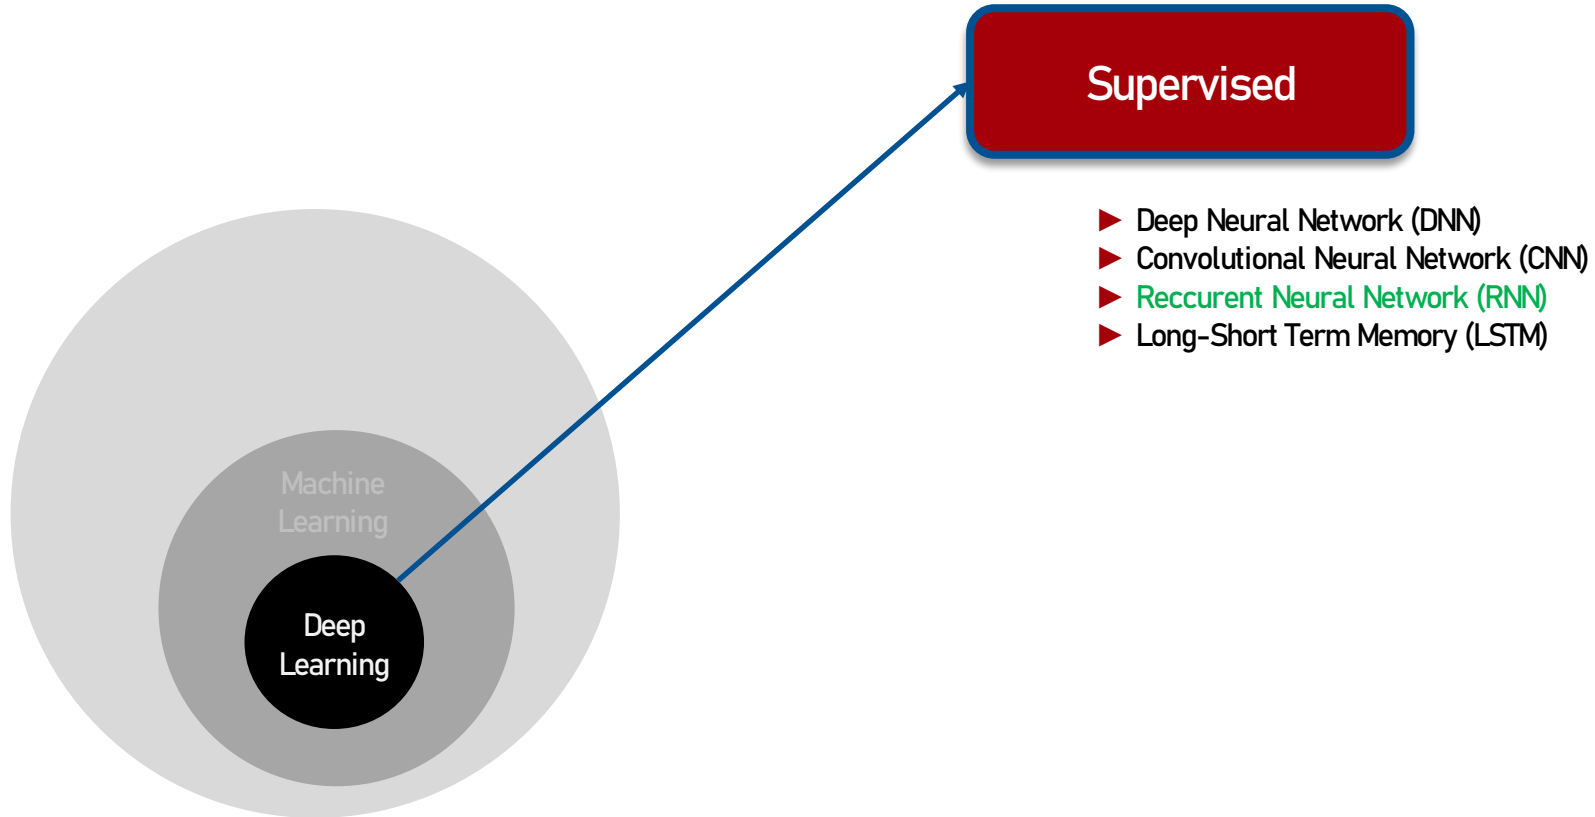 Supervised
Deep Neural Network (DNN)
Convolutional Neural Network (CNN)
Reccurent Neural Network (RNN)
Long-Short Term Memory (LSTM)
Machine
Learning
Deep
Learning